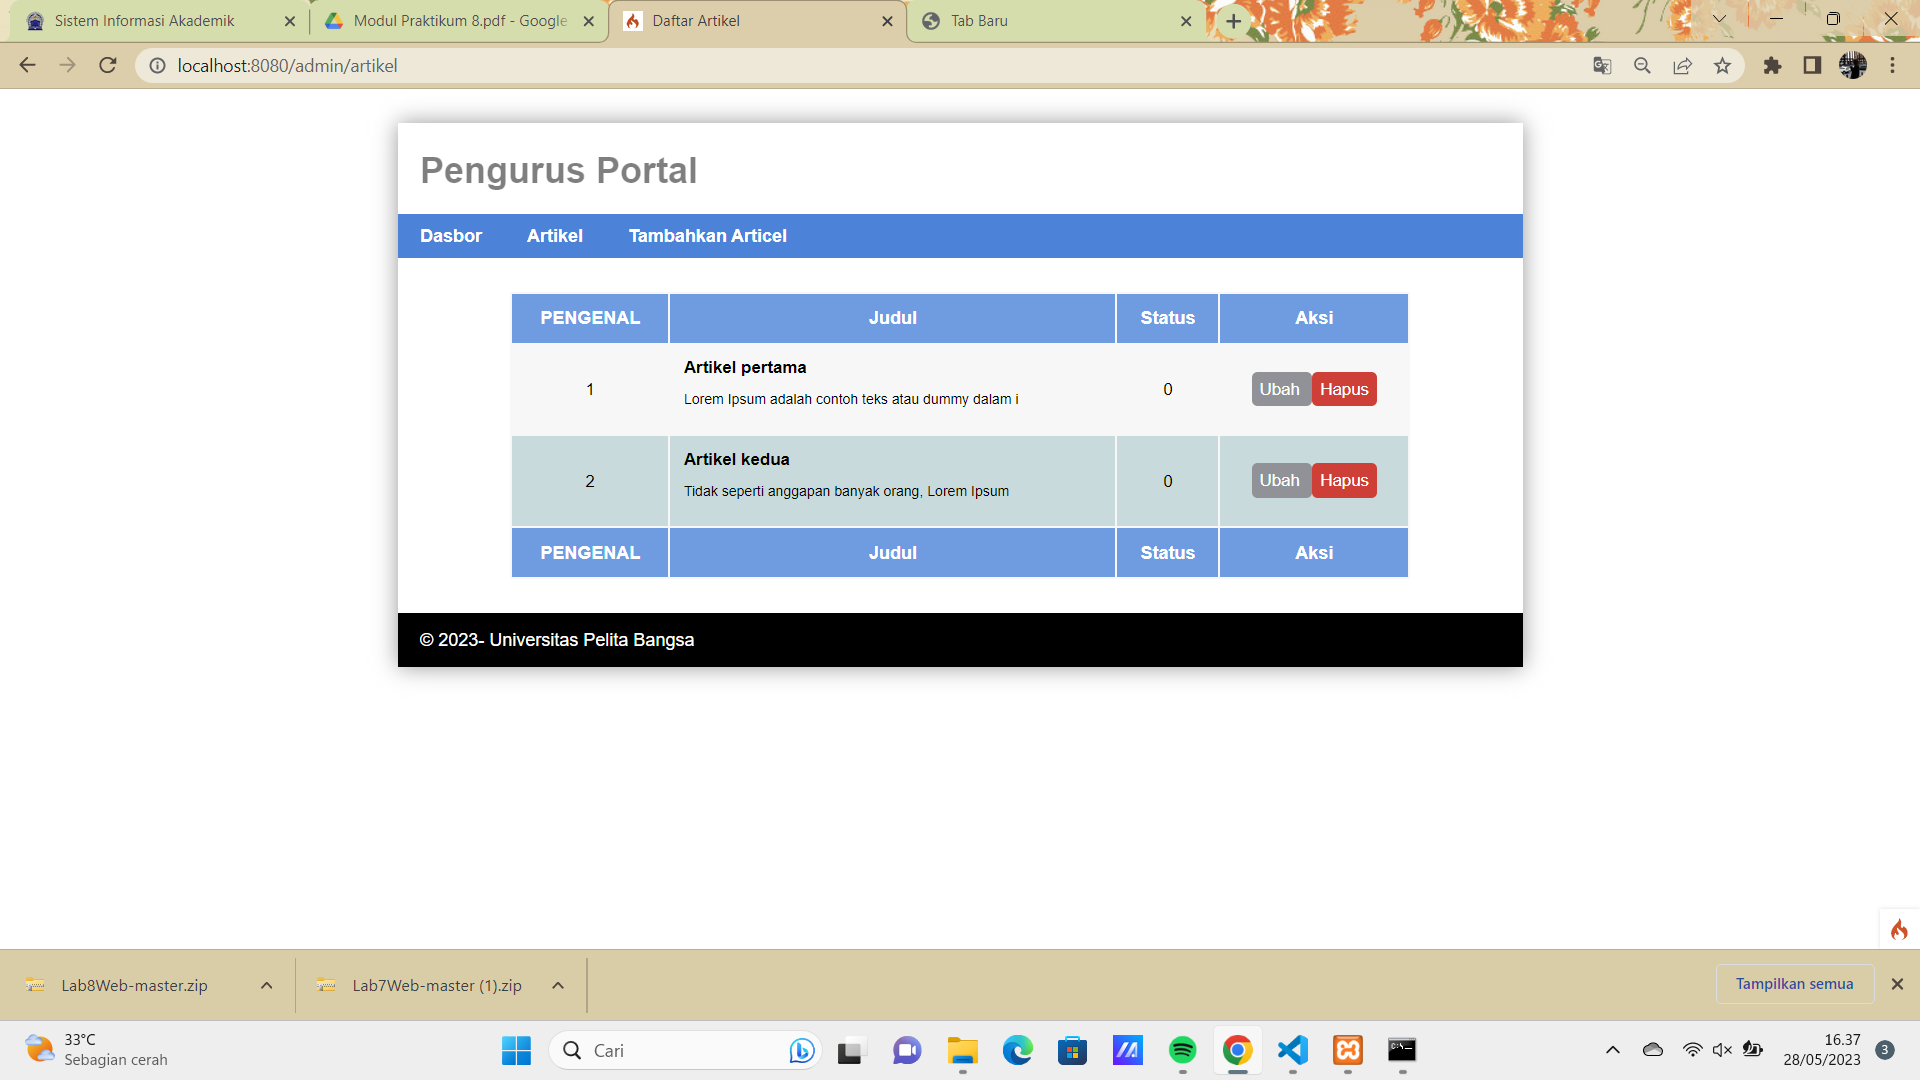 Sistem Informasi Akademik
Modul Praktikum 8.pdf - Google
Daftar Artikel
Tab Baru
localhost:8080/admin/artikel
Pengurus Portal
Dasbor Artikel Tambahkan Articel
PENGENAL Judul Status Aksi
Artikel pertama
1 0 Ubah Hapus
Lorem Ipsum adalah contoh teks atau dummy dalam i
Artikel kedua
2 0 Ubah Hapus
Tidak seperti anggapan banyak orang, Lorem Ipsum
PENGENAL Judul Status Aksi
© 2023- Universitas Pelita Bangsa
Lab8Web-master.zip
Lab7Web-master (1).zip
Tampilkan semua
33°C
Sebagian cerah
Cari
16.37
28/05/2023
3